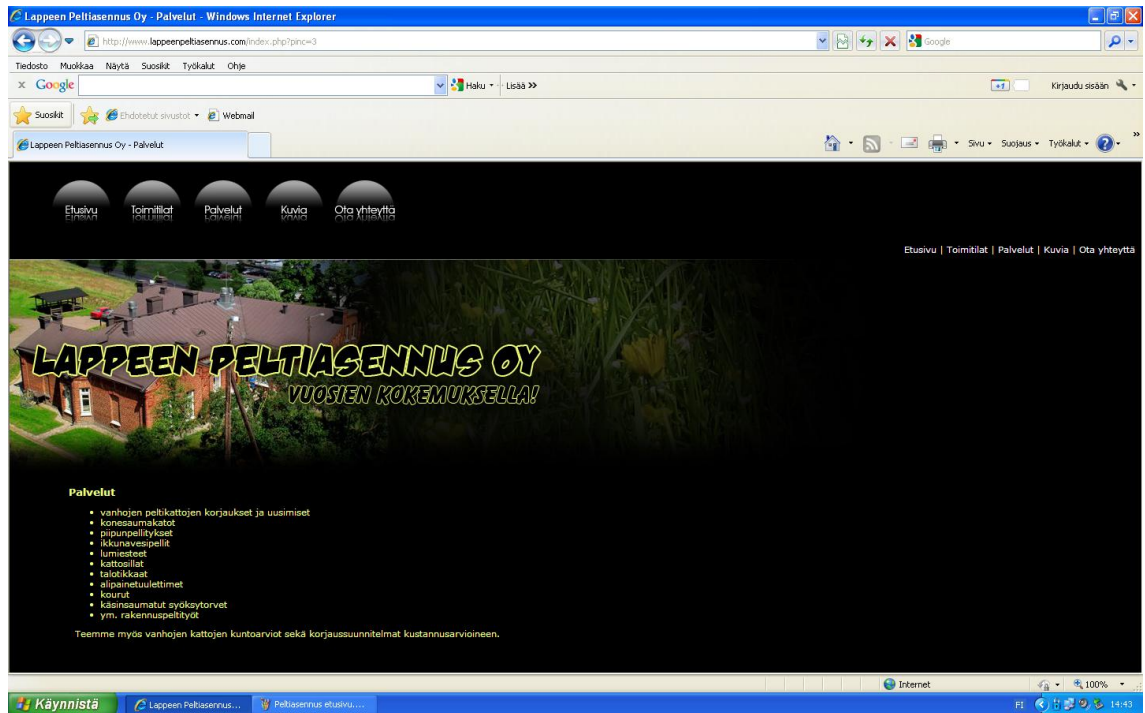 Lappeen Peltiasennus Oy - Palvelut - Windows Internet Explorer
http://www.lappeenpeltiasennus.com/index.php?pinc=3
Google
Tiedosto Muokkaa Näytä Suosikit Työkalut Ohje
x Google Haku Lisää >> +1 Kirjaudu sisään
Suosikit Ehdotetut sivustot Webmail
Lappeen Peltiasennus Oy - Palvelut Sivu Suojaus Työkalut
Etusivu Toimitilat Palvelut Kuvia Ota yhteyttä
Etusivu | Toimitilat | Palvelut | Kuvia | Ota yhteyttä
LAPPEEN PELTIASENNUS OY
VUOSIEN KOKEMUKSELLA!
Palvelut
• vanhojen peltikattojen korjaukset ja uusimiset
• konesaumakatot
• piipunpellitykset
• ikkunavesipellit
• lumiesteet
• kattosillat
• talotikkaat
• alipainetuulettimet
• kourut
• käsinsaumatut syöksytorvet
• ym. rakennuspeltityöt
Teemme myös vanhojen kattojen kuntoarviot sekä korjaussuunnitelmat kustannusarvioineen.
Internet 100%
Käynnistä Lappeen Peltiasennus... Peltiasennus etusivu.... FI 14:43